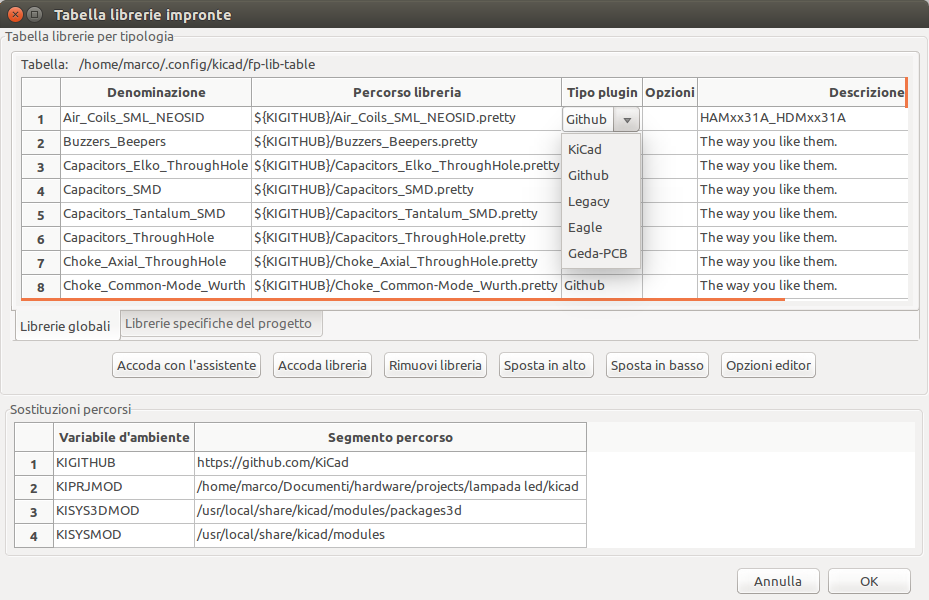 Tabella librerie impronte
Tabella librerie per tipologia
Tabella: /home/marco/.config/kicad/fp-lib-table
Denominazione Percorso libreria Tipo plugin Opzioni Descrizione
1 Air_Coils_SML_NEOSID ${KIGITHUB}/Air_Coils_SML_NEOSID.pretty Github HAMxx31A_HDMxx31A
2 Buzzers_Beepers ${KIGITHUB}/Buzzers_Beepers.pretty The way you like them.
3 Capacitors_Elko_ThroughHole ${KIGITHUB}/Capacitors_Elko_ThroughHole.pretty The way you like them.
4 Capacitors_SMD ${KIGITHUB}/Capacitors_SMD.pretty The way you like them.
5 Capacitors_Tantalum_SMD ${KIGITHUB}/Capacitors_Tantalum_SMD.pretty The way you like them.
6 Capacitors_ThroughHole ${KIGITHUB}/Capacitors_ThroughHole.pretty The way you like them.
7 Choke_Axial_ThroughHole ${KIGITHUB}/Choke_Axial_ThroughHole.pretty The way you like them.
8 Choke_Common-Mode_Wurth ${KIGITHUB}/Choke_Common-Mode_Wurth.pretty Github The way you like them.
KiCad
Github
Legacy
Eagle
Geda-PCB
Librerie globali Librerie specifiche del progetto
Accoda con l'assistente Accoda libreria Rimuovi libreria Sposta in alto Sposta in basso Opzioni editor
Sostituzioni percorsi
Variabile d'ambiente Segmento percorso
1 KIGITHUB https://github.com/KiCad
2 KIPRJMOD /home/marco/Documenti/hardware/projects/lampada led/kicad
3 KISYS3DMOD /usr/local/share/kicad/modules/packages3d
4 KISYSMOD /usr/local/share/kicad/modules
Annulla OK